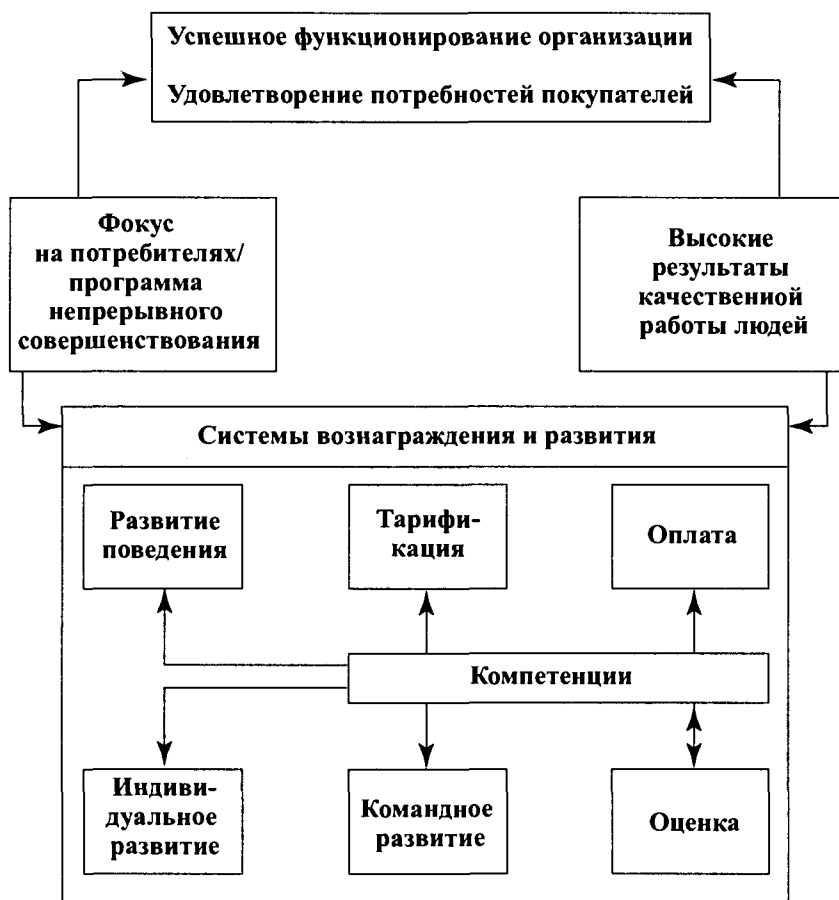 Успешное функционирование организации
Удовлетворение потребностей покупателей
Фокус
на потребителях/
программа
непрерывного
совершенствования
Высокие
результаты
качественной
работы людей
Системы вознаграждения и развития
Развитие
поведения
Тарифи-
кация
Оплата
Компетенции
Индиви-
дуальное
развитие
Командное
развитие
Оценка